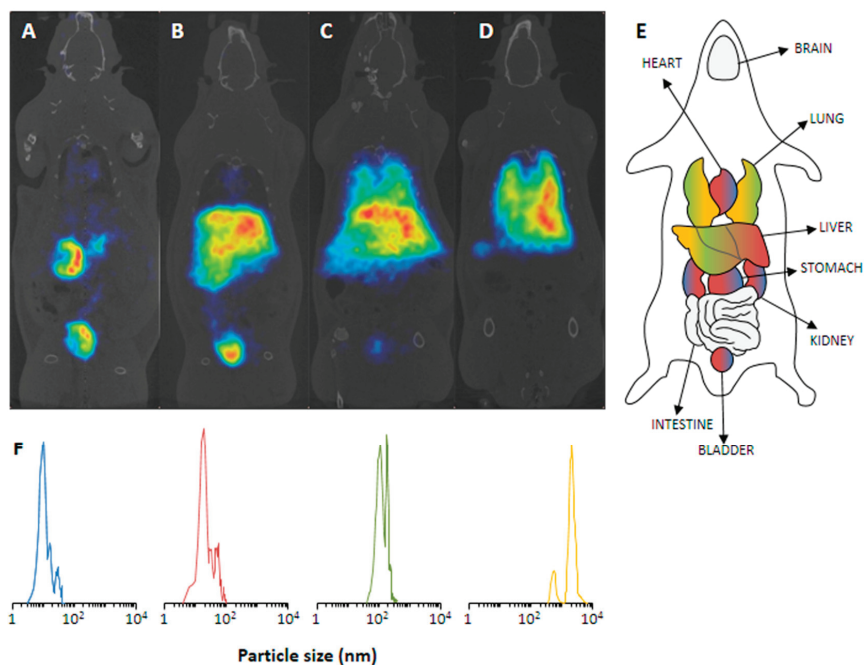 A B C D E
BRAIN
HEART
LUNG
LIVER
STOMACH
KIDNEY
INTESTINE
BLADDER
F
1 10² 10⁴ 1 10² 10⁴ 1 10² 10⁴ 1 10² 10⁴
Particle size (nm)